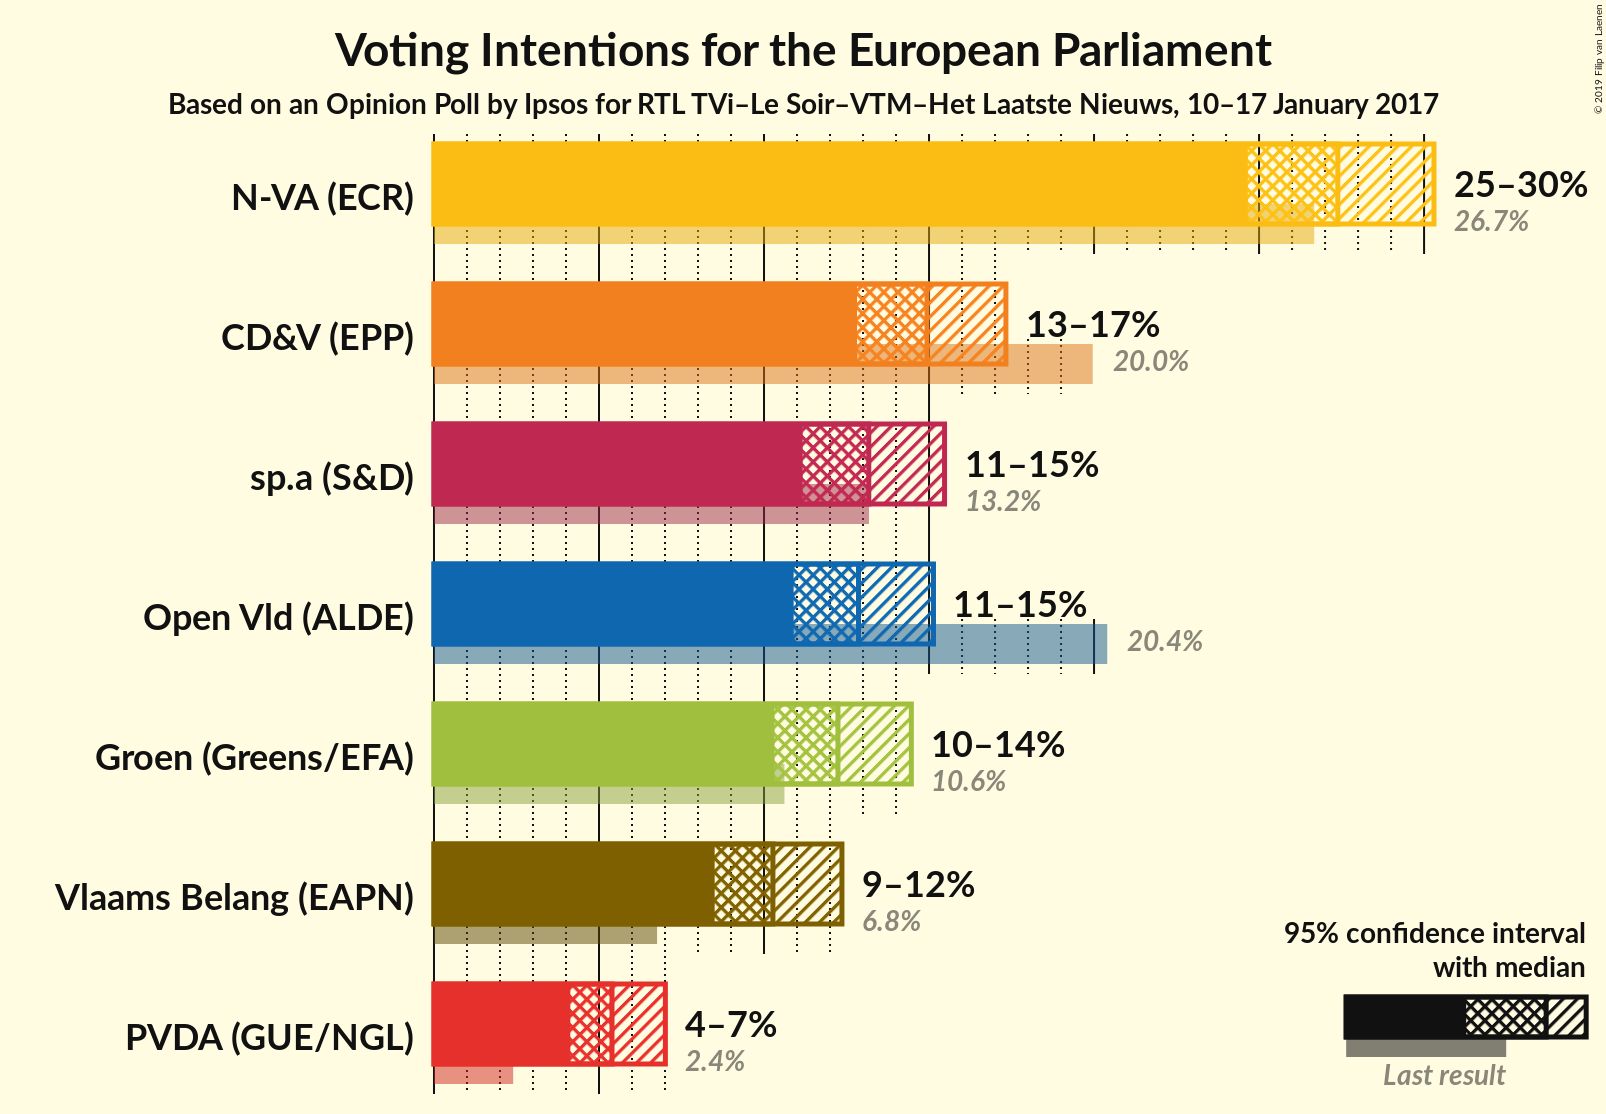 Voting Intentions for the European Parliament
Based on an Opinion Poll by Ipsos for RTL TVi–Le Soir–VTM–Het Laatste Nieuws, 10–17 January 2017
© 2019 Filip van Laenen
N-VA (ECR)
25–30%
26.7%
CD&V (EPP)
13–17%
20.0%
sp.a (S&D)
11–15%
13.2%
Open Vld (ALDE)
11–15%
20.4%
Groen (Greens/EFA)
10–14%
10.6%
Vlaams Belang (EAPN)
9–12%
6.8%
PVDA (GUE/NGL)
4–7%
2.4%
95% confidence interval
with median
Last result